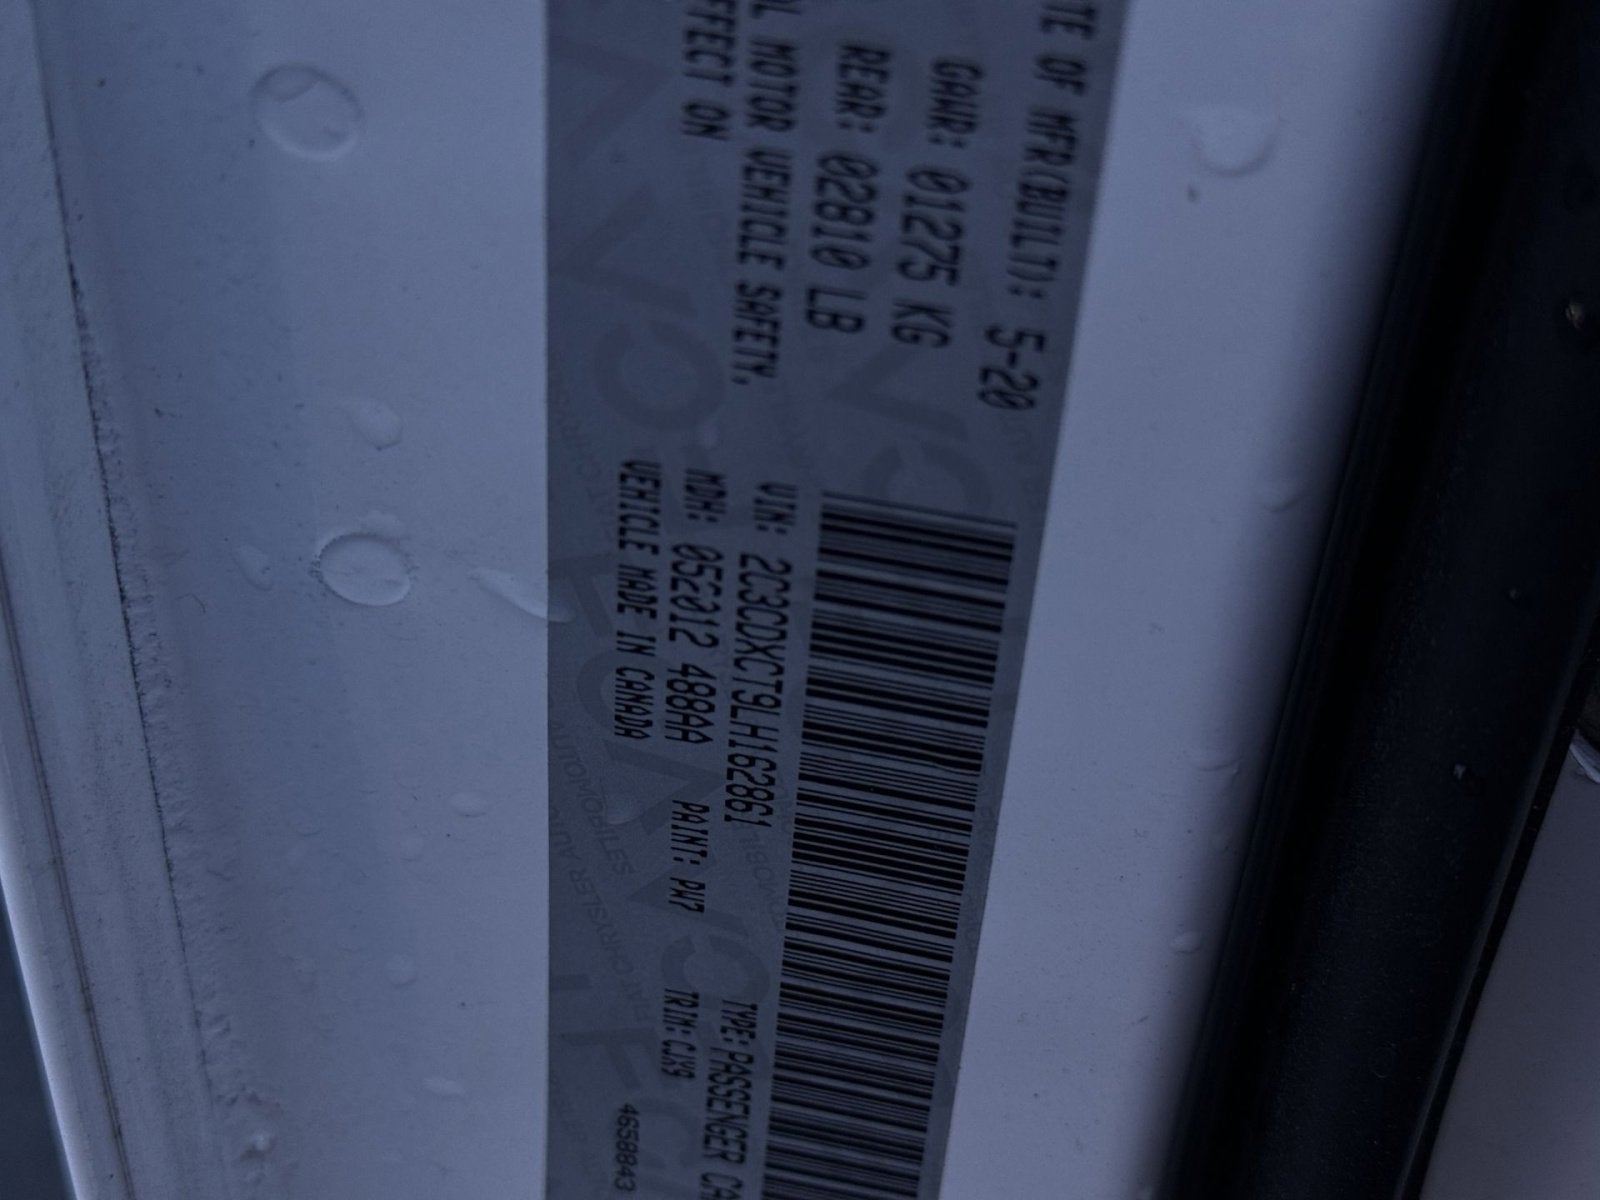 TE OF MFR(BUILT): 5-20
GAWR: 01275 KG
REAR: 02810 LB
L MOTOR VEHICLE SAFETY,
EFFECT ON
VIN: 2C3CDXCT9LH162861
TYPE: PASSENGER CA
MDH: 052012 488AA
PAINT: PW7
TRIM: CJX9
VEHICLE MADE IN CANADA
4658843